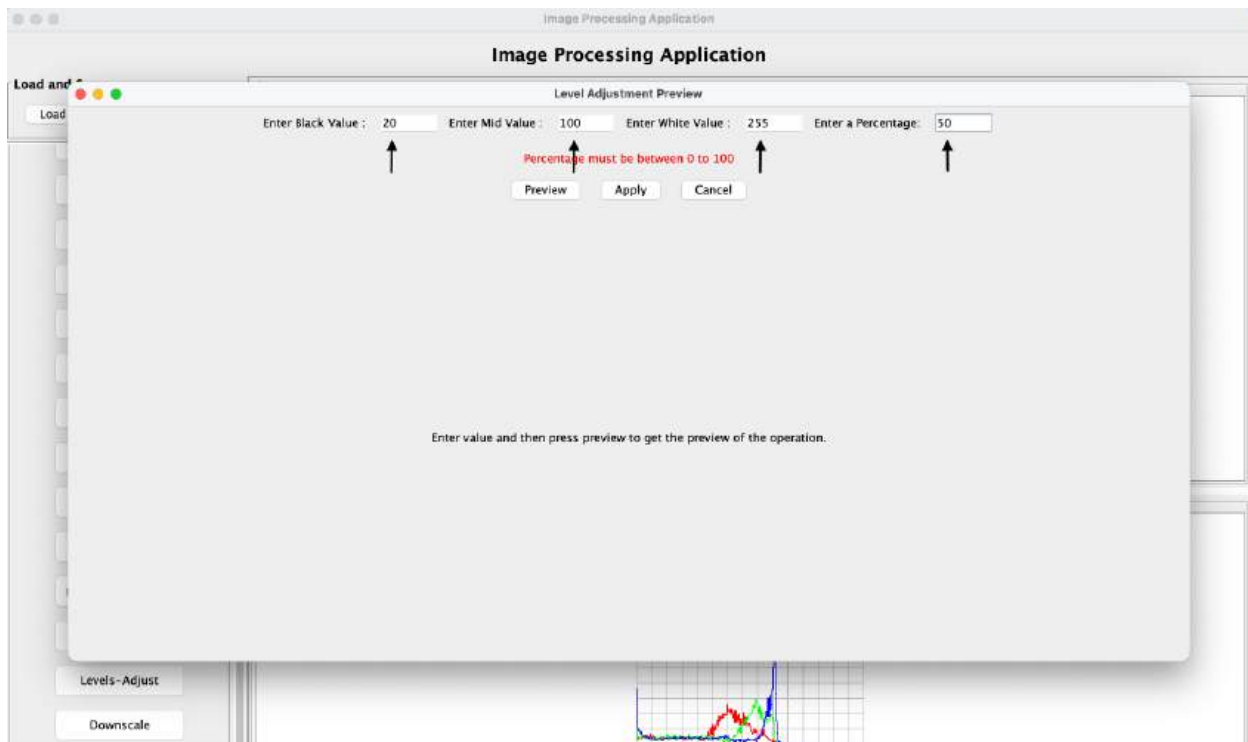 Image Processing Application
Image Processing Application
Load and
Load
Level Adjustment Preview
Enter Black Value : 20 Enter Mid Value : 100 Enter White Value : 255 Enter a Percentage: 50
Percentage must be between 0 to 100
Preview Apply Cancel
Enter value and then press preview to get the preview of the operation.
Levels-Adjust
Downscale